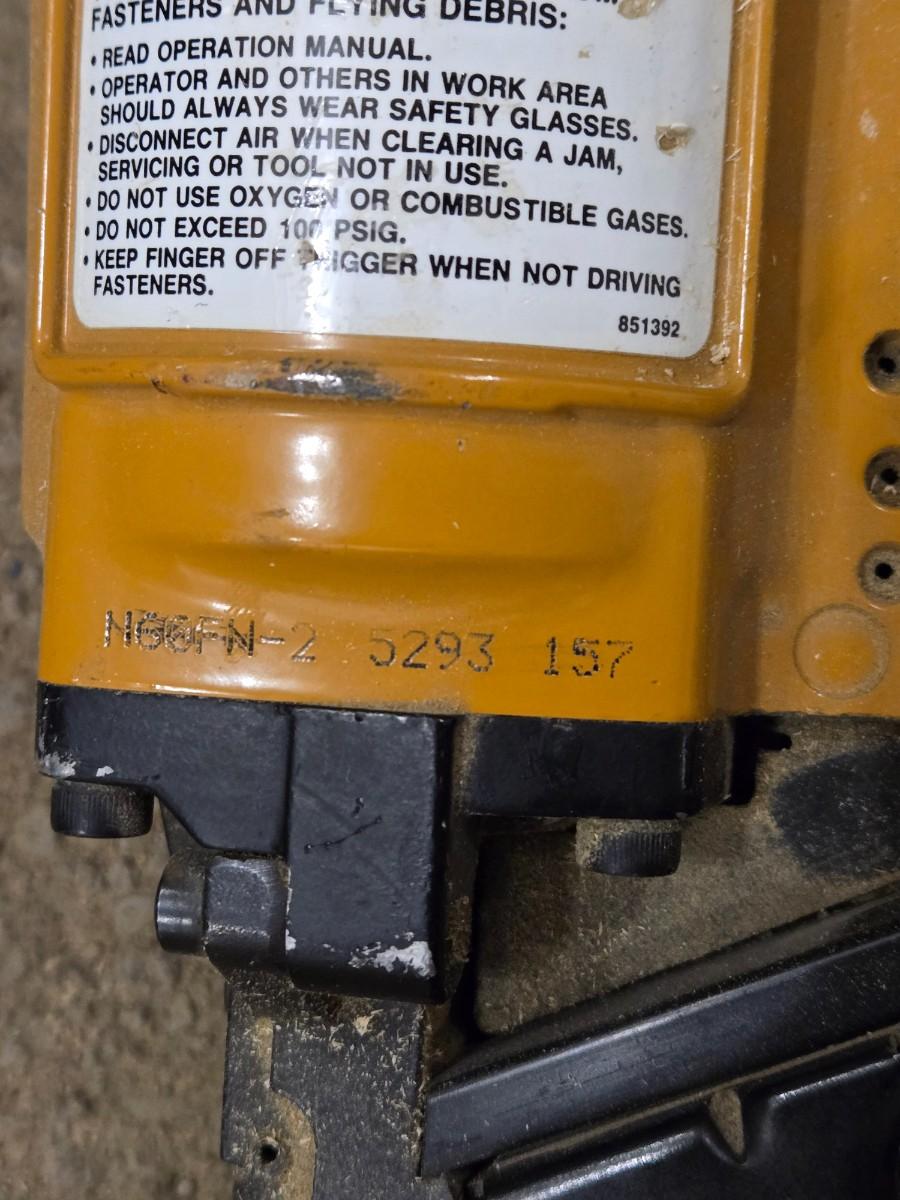 FASTENERS AND FLYING DEBRIS:
• READ OPERATION MANUAL.
• OPERATOR AND OTHERS IN WORK AREA
SHOULD ALWAYS WEAR SAFETY GLASSES.
• DISCONNECT AIR WHEN CLEARING A JAM,
SERVICING OR TOOL NOT IN USE.
• DO NOT USE OXYGEN OR COMBUSTIBLE GASES.
• DO NOT EXCEED 100 PSIG.
• KEEP FINGER OFF TRIGGER WHEN NOT DRIVING
FASTENERS.
851392
5293 157